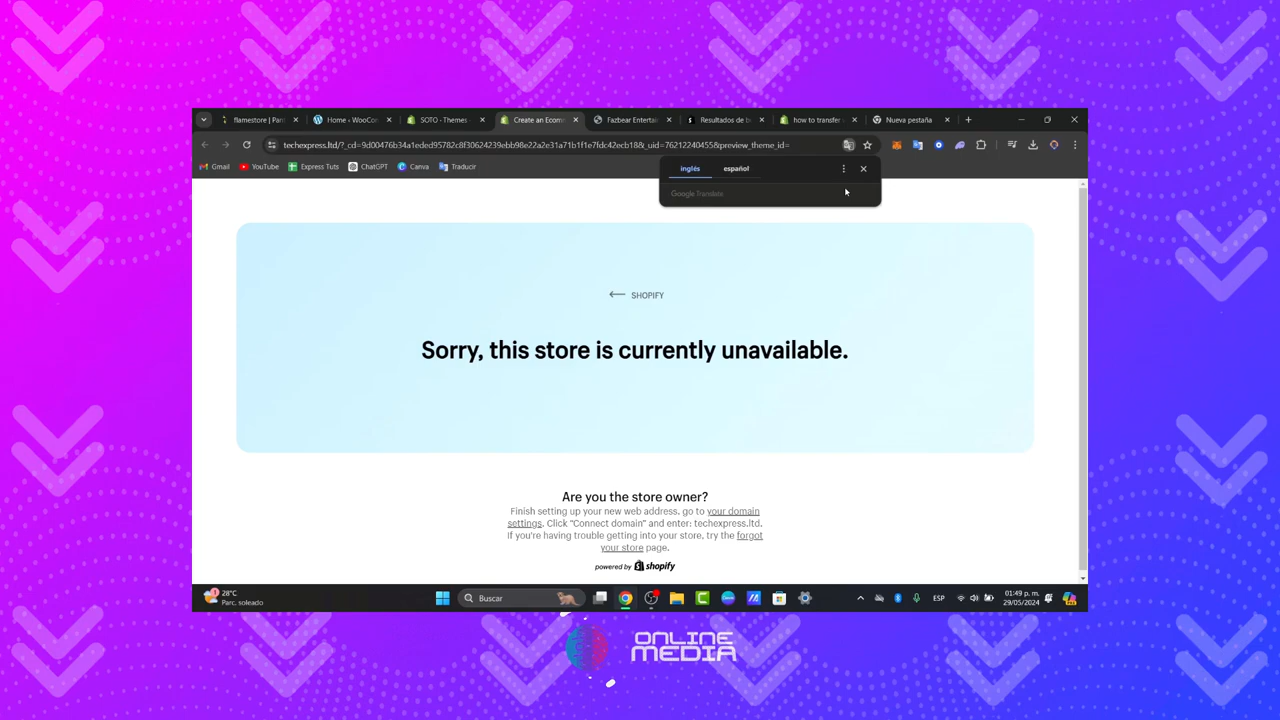 flamestore | Pan
Home ‹ WooCon
SOTO - Themes
Create an Ecomm
Fazbear Entertai
Resultados de b
how to transfer
Nueva pestaña
techexpress.ltd/?_cd=9d00476b34a1eded95782c8f30624239ebb98e22a2e31a71b1f1e7fdc42ecb18&_uid=76212240455&preview_theme_id=
Gmail
YouTube
Express Tuts
ChatGPT
Canva
Traducir
inglés
español
Google Translate
SHOPIFY
Sorry, this store is currently unavailable.
Are you the store owner?
Finish setting up your new web address, go to your domain
settings. Click "Connect domain" and enter: techexpress.ltd.
If you're having trouble getting into your store, try the forgot
your store page.
powered by shopify
1
28°C
Parc. soleado
Buscar
ESP
01:49 p. m.
29/05/2024
ONLINE
MEDIA